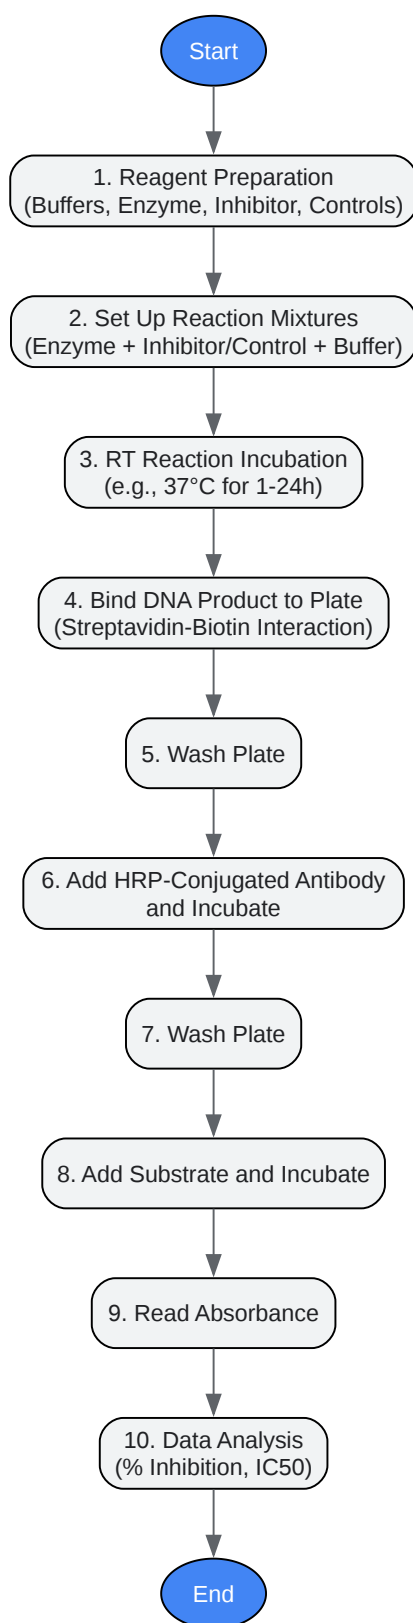 Start
1. Reagent Preparation
(Buffers, Enzyme, Inhibitor, Controls)
2. Set Up Reaction Mixtures
(Enzyme + Inhibitor/Control + Buffer)
3. RT Reaction Incubation
(e.g., 37°C for 1-24h)
4. Bind DNA Product to Plate
(Streptavidin-Biotin Interaction)
5. Wash Plate
6. Add HRP-Conjugated Antibody
and Incubate
7. Wash Plate
8. Add Substrate and Incubate
9. Read Absorbance
10. Data Analysis
(% Inhibition, IC50)
End